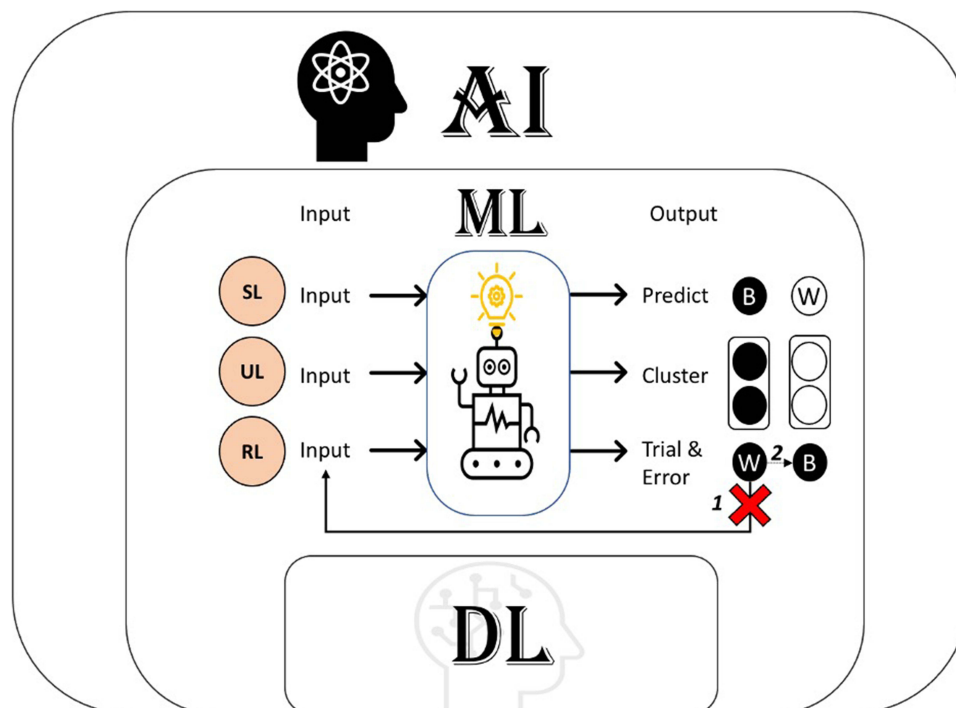 AI
Input ML Output
SL Input Predict B W
UL Input Cluster
RL Input Trial &
Error W 2 B
1
DL